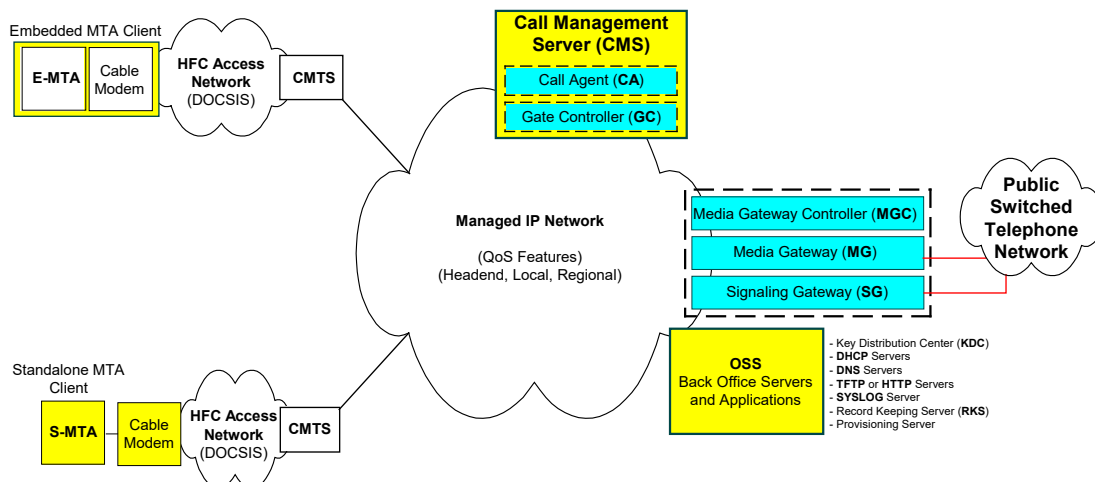 Embedded MTA Client
E-MTA
Cable
Modem
HFC Access
Network
(DOCSIS)
CMTS
Call Management
Server (CMS)
Call Agent (CA)
Gate Controller (GC)
Managed IP Network
(QoS Features)
(Headend, Local, Regional)
Media Gateway Controller (MGC)
Media Gateway (MG)
Signaling Gateway (SG)
Public
Switched
Telephone
Network
OSS
Back Office Servers
and Applications
- Key Distribution Center (KDC)
- DHCP Servers
- DNS Servers
- TFTP or HTTP Servers
- SYSLOG Server
- Record Keeping Server (RKS)
- Provisioning Server
Standalone MTA
Client
S-MTA
Cable
Modem
HFC Access
Network
(DOCSIS)
CMTS